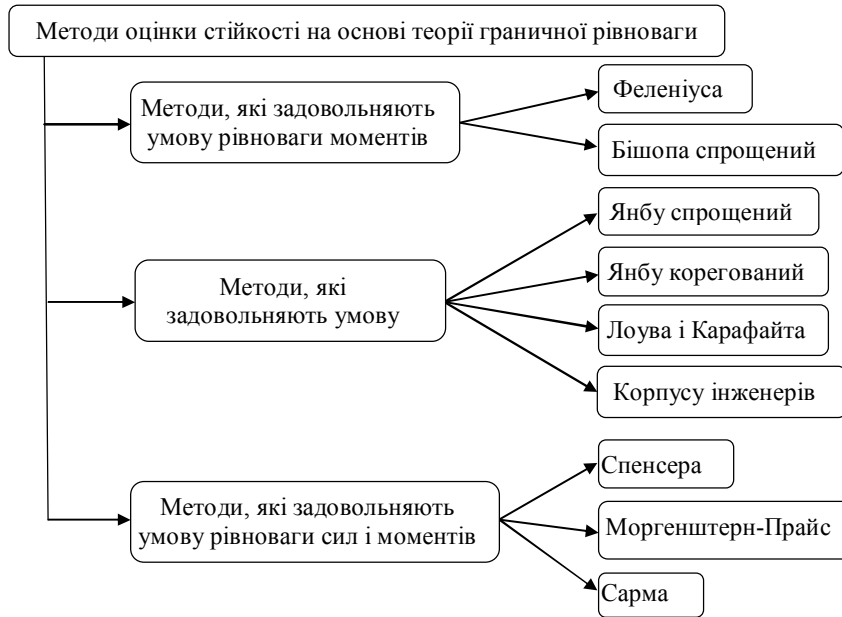 Методи оцінки стійкості на основі теорії граничної рівноваги
Методи, які задовольняють
умову рівноваги моментів
Феленіуса
Бішопа спрощений
Методи, які
задовольняють умову
Янбу спрощений
Янбу корегований
Лоува і Карафайта
Корпусу інженерів
Методи, які задовольняють
умову рівноваги сил і моментів
Спенсера
Моргенштерн-Прайс
Сарма